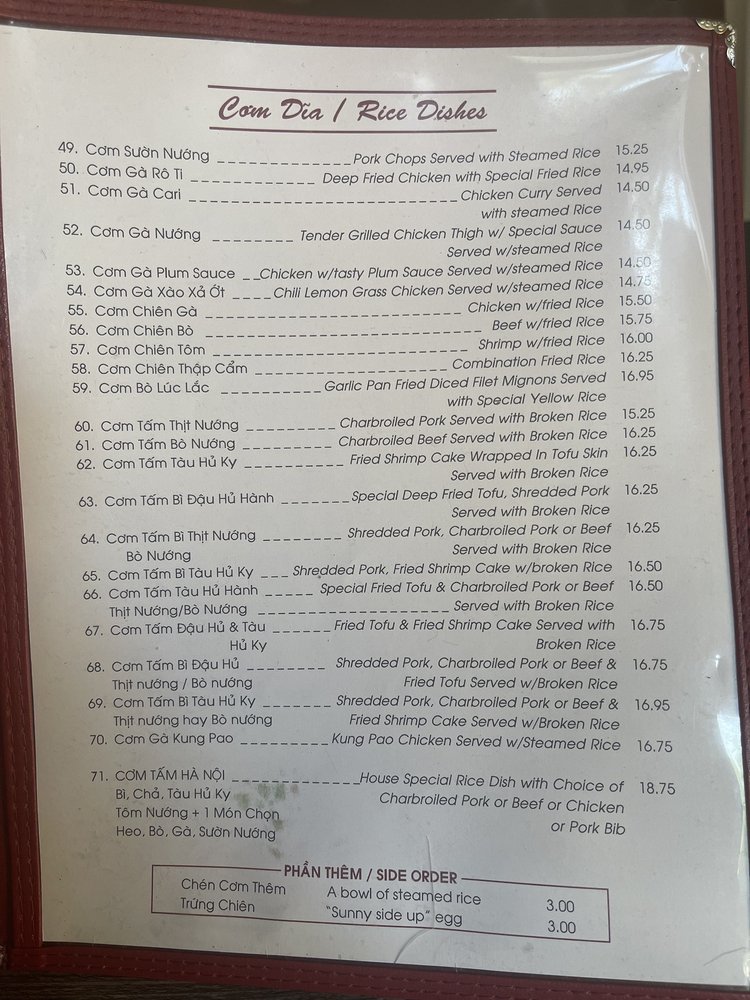 Cơm Dĩa / Rice Dishes
49. Cơm Sườn Nướng Pork Chops Served with Steamed Rice 15.25
50. Cơm Gà Rô Ti Deep Fried Chicken with Special Fried Rice 14.95
51. Cơm Gà Cari Chicken Curry Served 14.50
with steamed Rice
52. Cơm Gà Nướng Tender Grilled Chicken Thigh w/ Special Sauce 14.50
Served w/steamed Rice
53. Cơm Gà Plum Sauce Chicken w/tasty Plum Sauce Served w/steamed Rice 14.50
54. Cơm Gà Xào Xả Ớt Chili Lemon Grass Chicken Served w/steamed Rice 14.75
55. Cơm Chiên Gà Chicken w/fried Rice 15.50
56. Cơm Chiên Bò Beef w/fried Rice 15.75
57. Cơm Chiên Tôm Shrimp w/fried Rice 16.00
58. Cơm Chiên Thập Cẩm Combination Fried Rice 16.25
59. Cơm Bò Lúc Lắc Garlic Pan Fried Diced Filet Mignons Served 16.95
with Special Yellow Rice
60. Cơm Tấm Thịt Nướng Charbroiled Pork Served with Broken Rice 15.25
61. Cơm Tấm Bò Nướng Charbroiled Beef Served with Broken Rice 16.25
62. Cơm Tấm Tàu Hủ Ky Fried Shrimp Cake Wrapped In Tofu Skin 16.25
Served with Broken Rice
63. Cơm Tấm Bì Đậu Hủ Hành Special Deep Fried Tofu, Shredded Pork 16.25
Served with Broken Rice
64. Cơm Tấm Bì Thịt Nướng Shredded Pork, Charbroiled Pork or Beef 16.25
Bò Nướng Served with Broken Rice
65. Cơm Tấm Bì Tàu Hủ Ky Shredded Pork, Fried Shrimp Cake w/broken Rice 16.50
66. Cơm Tấm Tàu Hủ Hành Special Fried Tofu & Charbroiled Pork or Beef 16.50
Thịt Nướng/Bò Nướng Served with Broken Rice
67. Cơm Tấm Đậu Hủ & Tàu Fried Tofu & Fried Shrimp Cake Served with 16.75
Hủ Ky Broken Rice
68. Cơm Tấm Bì Đậu Hủ Shredded Pork, Charbroiled Pork or Beef & 16.75
Thịt nướng / Bò nướng Fried Tofu Served w/Broken Rice
69. Cơm Tấm Bì Tàu Hủ Ky Shredded Pork, Charbroiled Pork or Beef & 16.95
Thịt nướng hay Bò nướng Fried Shrimp Cake Served w/Broken Rice
70. Cơm Gà Kung Pao Kung Pao Chicken Served w/Steamed Rice 16.75
71. CƠM TẤM HÀ NỘI House Special Rice Dish with Choice of 18.75
Bì, Chả, Tàu Hủ Ky Charbroiled Pork or Beef or Chicken
Tôm Nướng + 1 Món Chọn or Pork Bib
Heo, Bò, Gà, Sườn Nướng
PHẦN THÊM / SIDE ORDER
Chén Cơm Thêm A bowl of steamed rice 3.00
Trứng Chiên "Sunny side up" egg 3.00